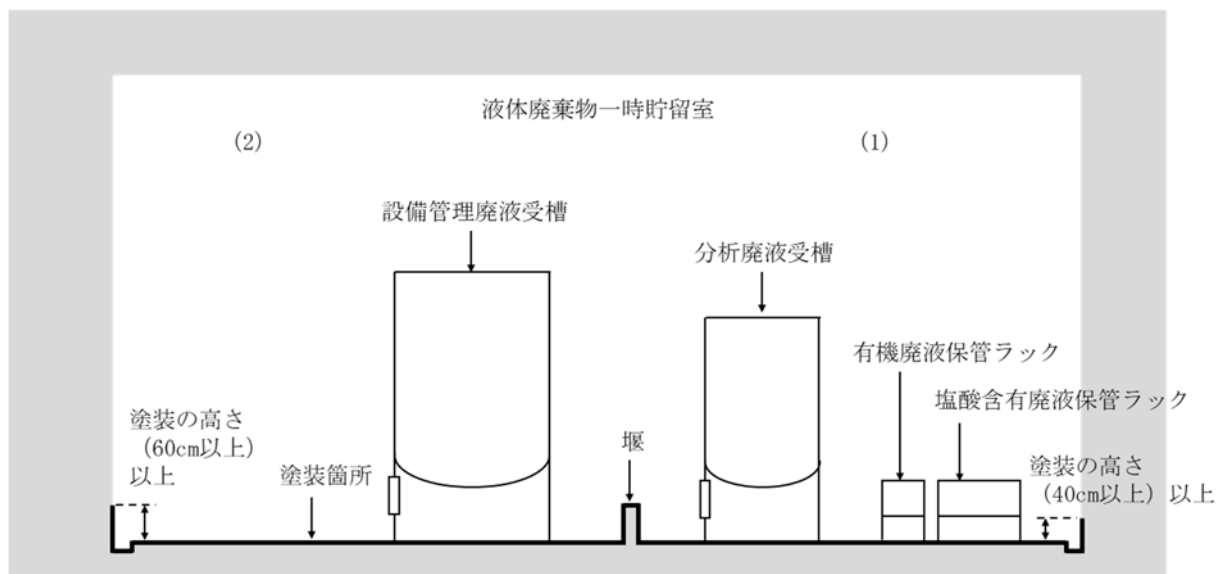 液体廃棄物一時貯留室
(2)
(1)
設備管理廃液受槽
分析廃液受槽
有機廃液保管ラック
塩酸含有廃液保管ラック
塗装の高さ
(60cm以上)
以上
塗装箇所
堰
塗装の高さ
(40cm以上) 以上